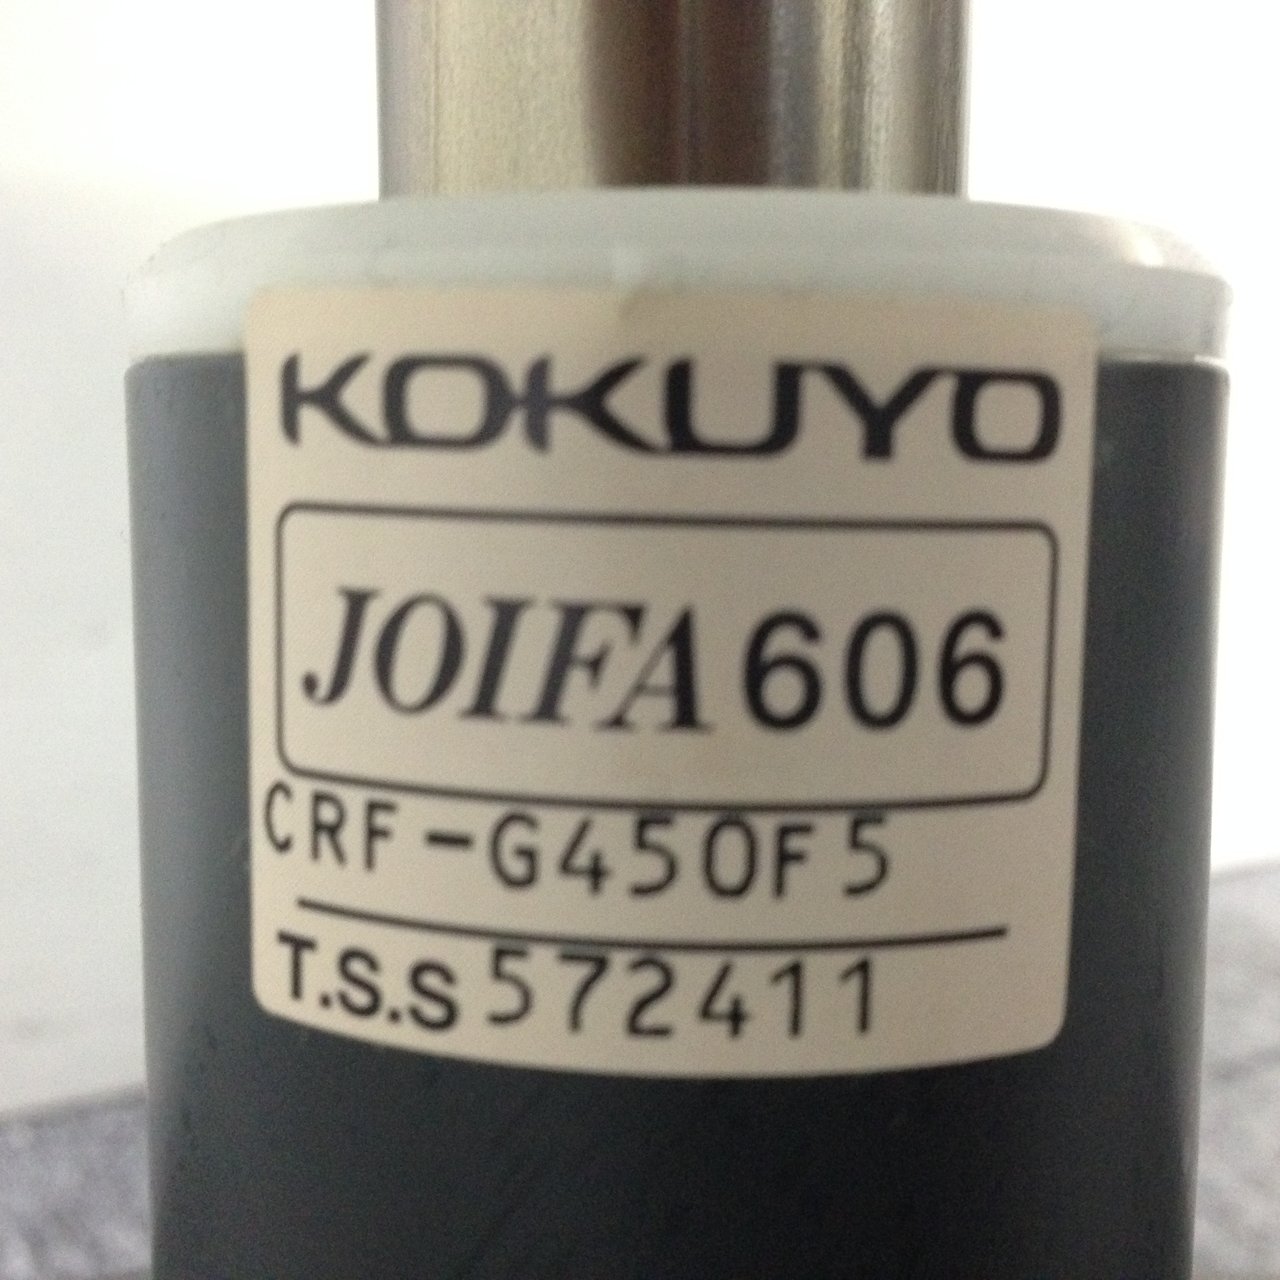 KOKUYO
JOIFA 606
CRF-G450F5
T.S.S 572411